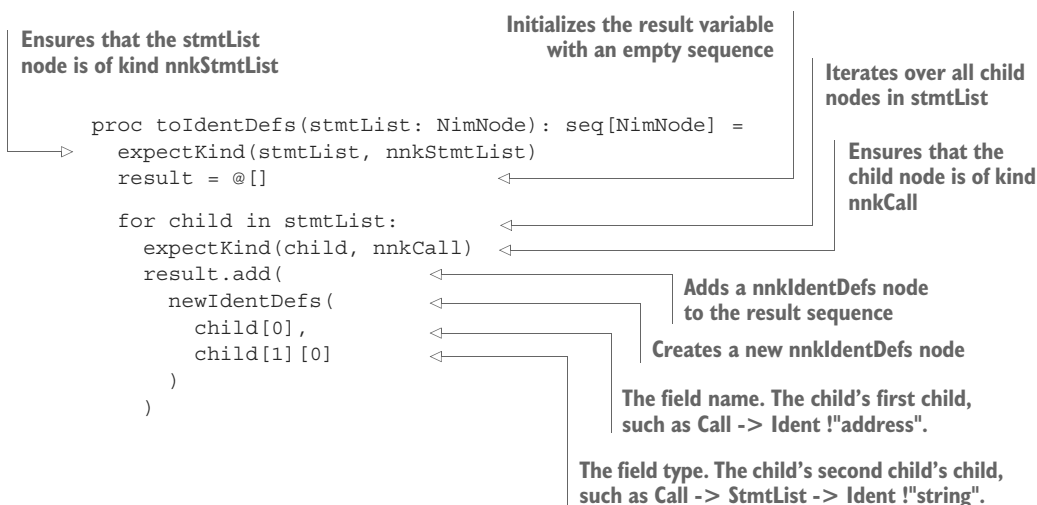 Initializes the result variable
with an empty sequence
Ensures that the stmtList
node is of kind nnkStmtList
Iterates over all child
nodes in stmtList
proc toIdentDefs(stmtList: NimNode): seq[NimNode] =
expectKind(stmtList, nnkStmtList)
result = @[]
Ensures that the
child node is of kind
nnkCall
for child in stmtList:
expectKind(child, nnkCall)
result.add(
newIdentDefs(
child[0],
child[1][0]
)
)
Adds a nnkIdentDefs node
to the result sequence
Creates a new nnkIdentDefs node
The field name. The child's first child,
such as Call -> Ident !"address".
The field type. The child's second child's child,
such as Call -> StmtList -> Ident !"string".